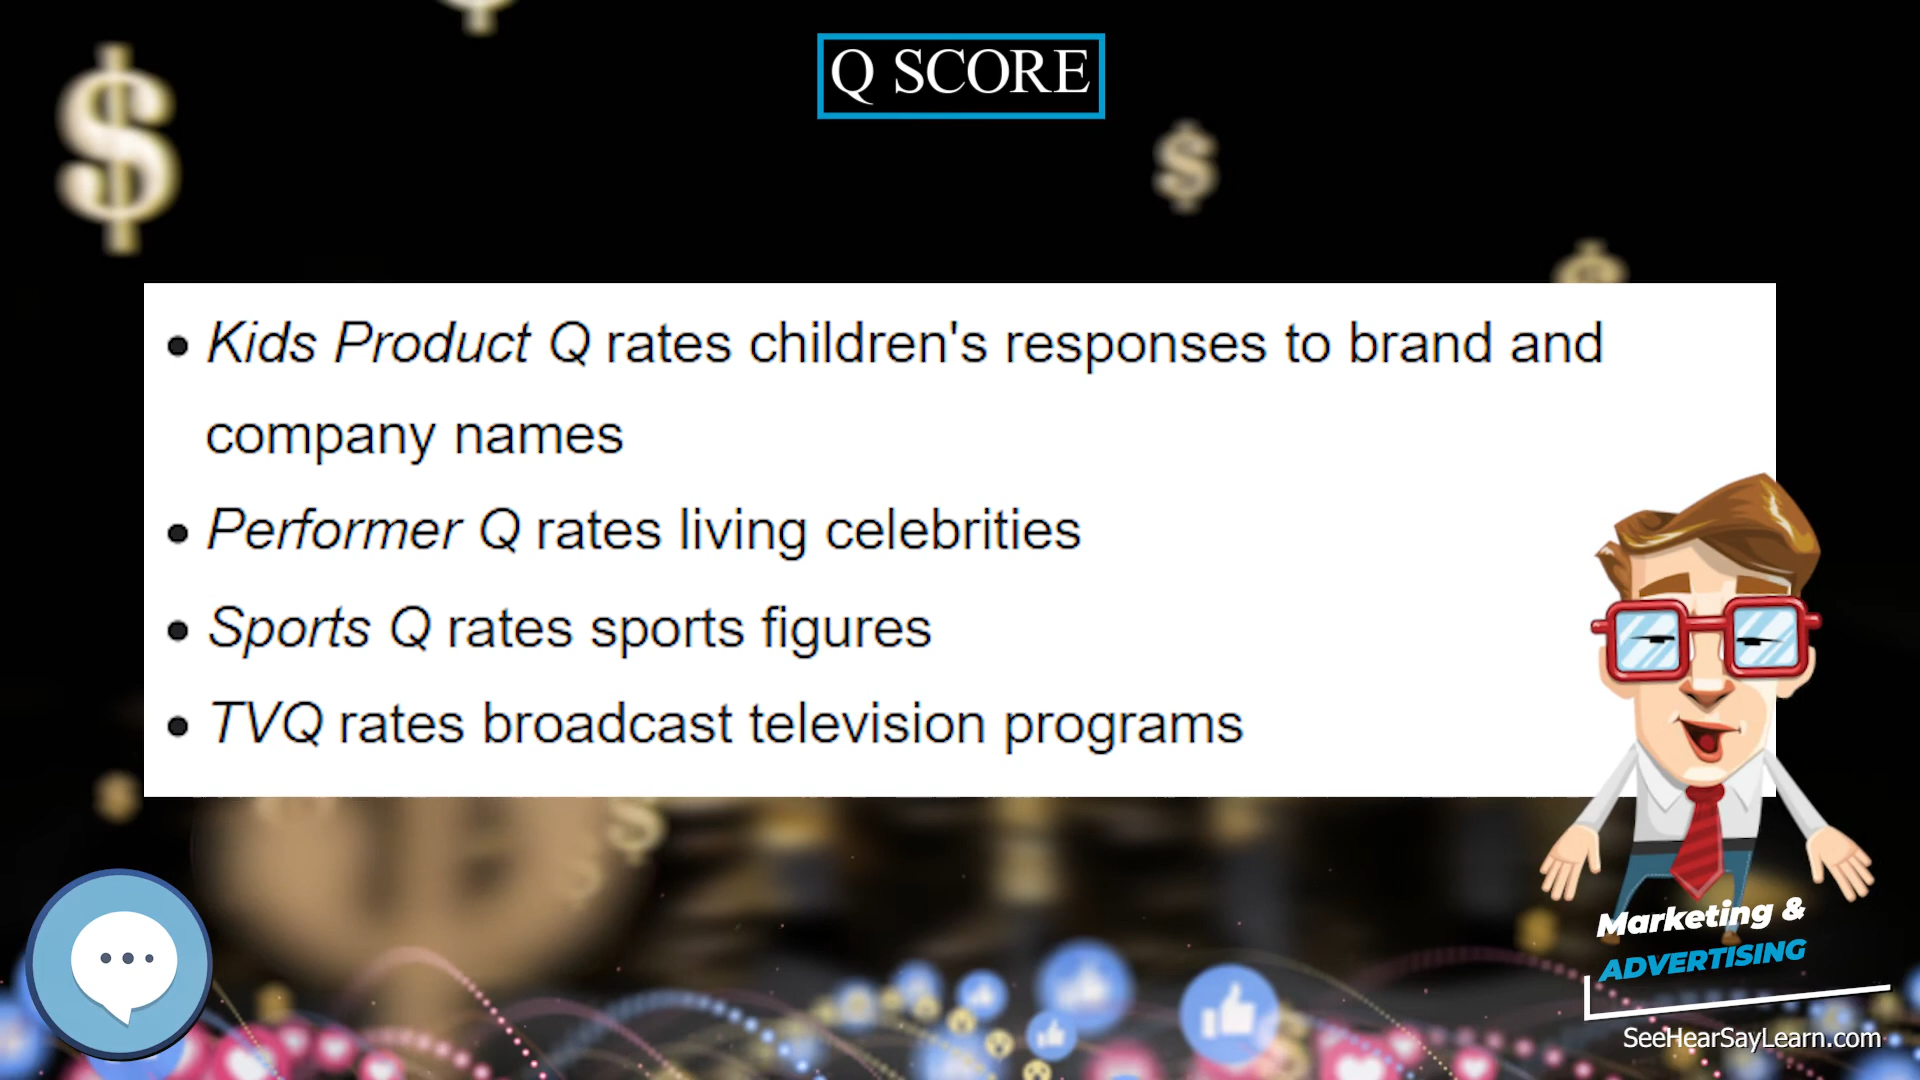 Q SCORE
• Kids Product Q rates children's responses to brand and
company names
• Performer Q rates living celebrities
• Sports Q rates sports figures
• TVQ rates broadcast television programs
Marketing &
ADVERTISING
SeeHearSayLearn.com